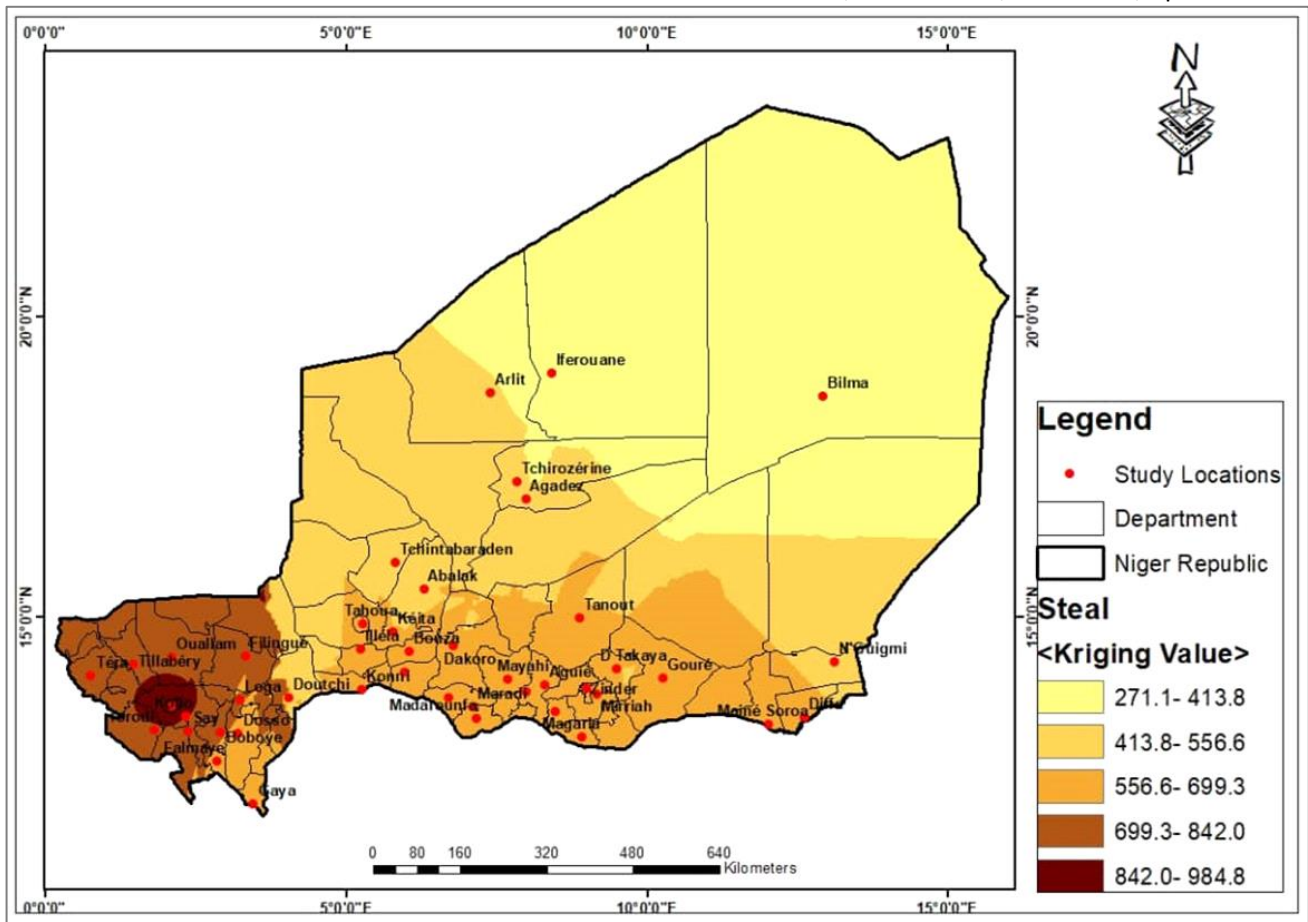 0°0'0"E 5°0'0"E 10°0'0"E 15°0'0"E
N
20°0'0"N 20°0'0"N
Iferouane
Arlit
Bilma
Tchirozérine
Agadez
Tchintabaraden
Abalak
15°0'0"N 15°0'0"N
Tanout
Tahoua
Kéita
Ouallam Filingué
Illéla Bouza
N'Guigmi
Téra Tillabéry
Dakoro Mayahi
D Takaya Gouré
Aguié
Konni
Loga Doutchi
Madarounfa Maradi
Zinder
Mirriah
Say Dosso
Magaria
Mainé Soroa Diffa
Boboye
Gaya
0 80 160 320 480 640
Kilometers
0°0'0" 5°0'0"E 10°0'0"E 15°0'0"E
Legend
Study Locations
Department
Niger Republic
Steal
<Kriging Value>
271.1- 413.8
413.8- 556.6
556.6- 699.3
699.3- 842.0
842.0- 984.8